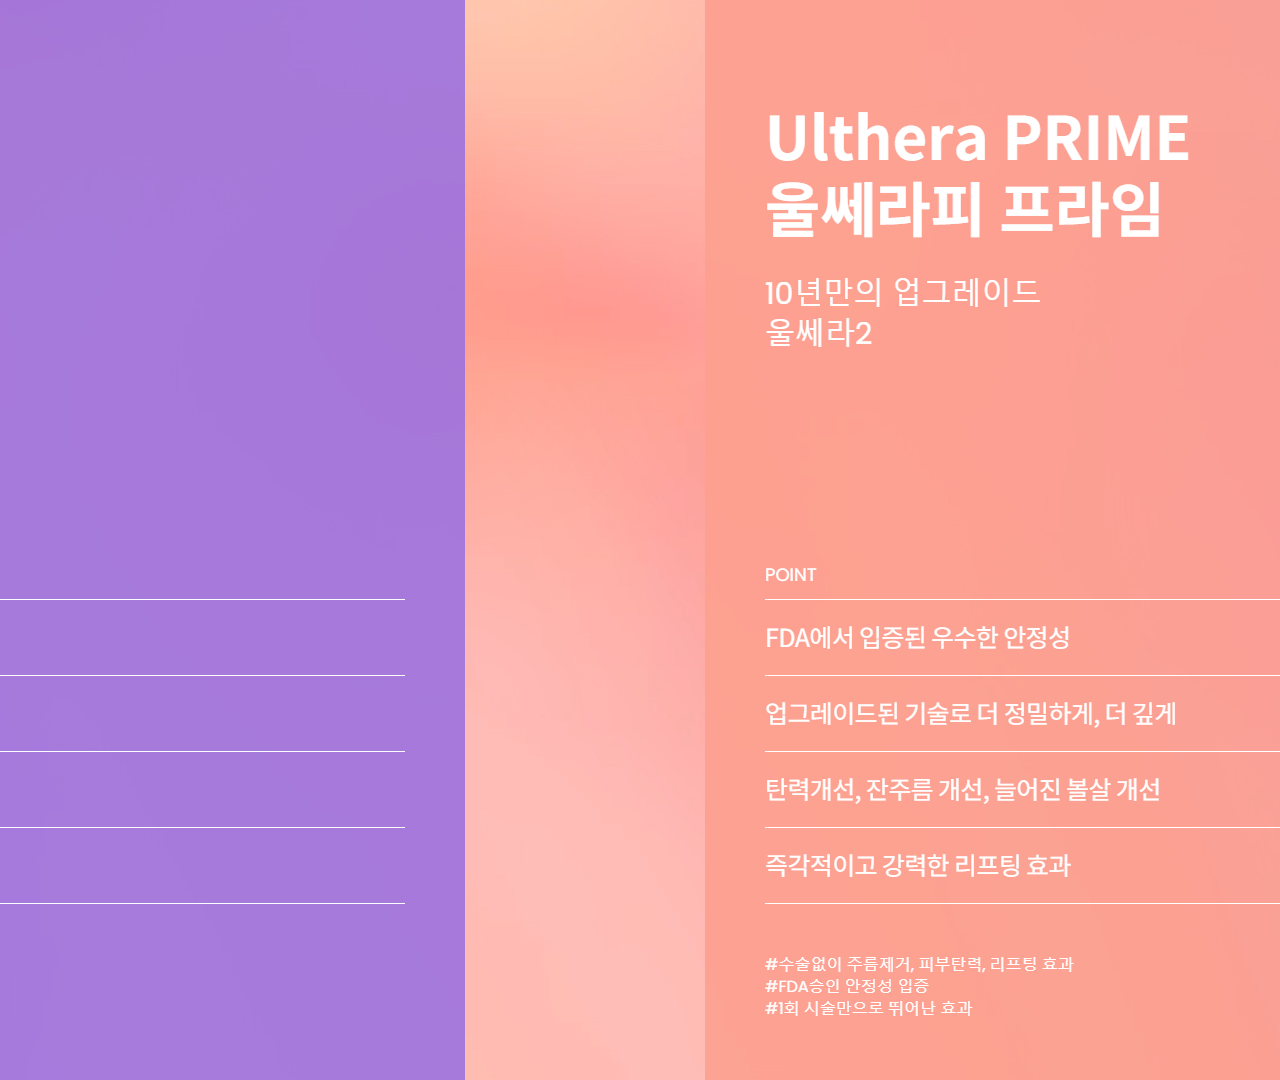 Ulthera PRIME
울쎄라피 프라임
10년만의 업그레이드
울쎄라2
POINT
FDA에서 입증된 우수한 안정성
업그레이드된 기술로 더 정밀하게, 더 깊게
탄력개선, 잔주름 개선, 늘어진 볼살 개선
즉각적이고 강력한 리프팅 효과
#수술없이 주름제거, 피부탄력, 리프팅 효과
#FDA승인 안정성 입증
#1회 시술만으로 뛰어난 효과